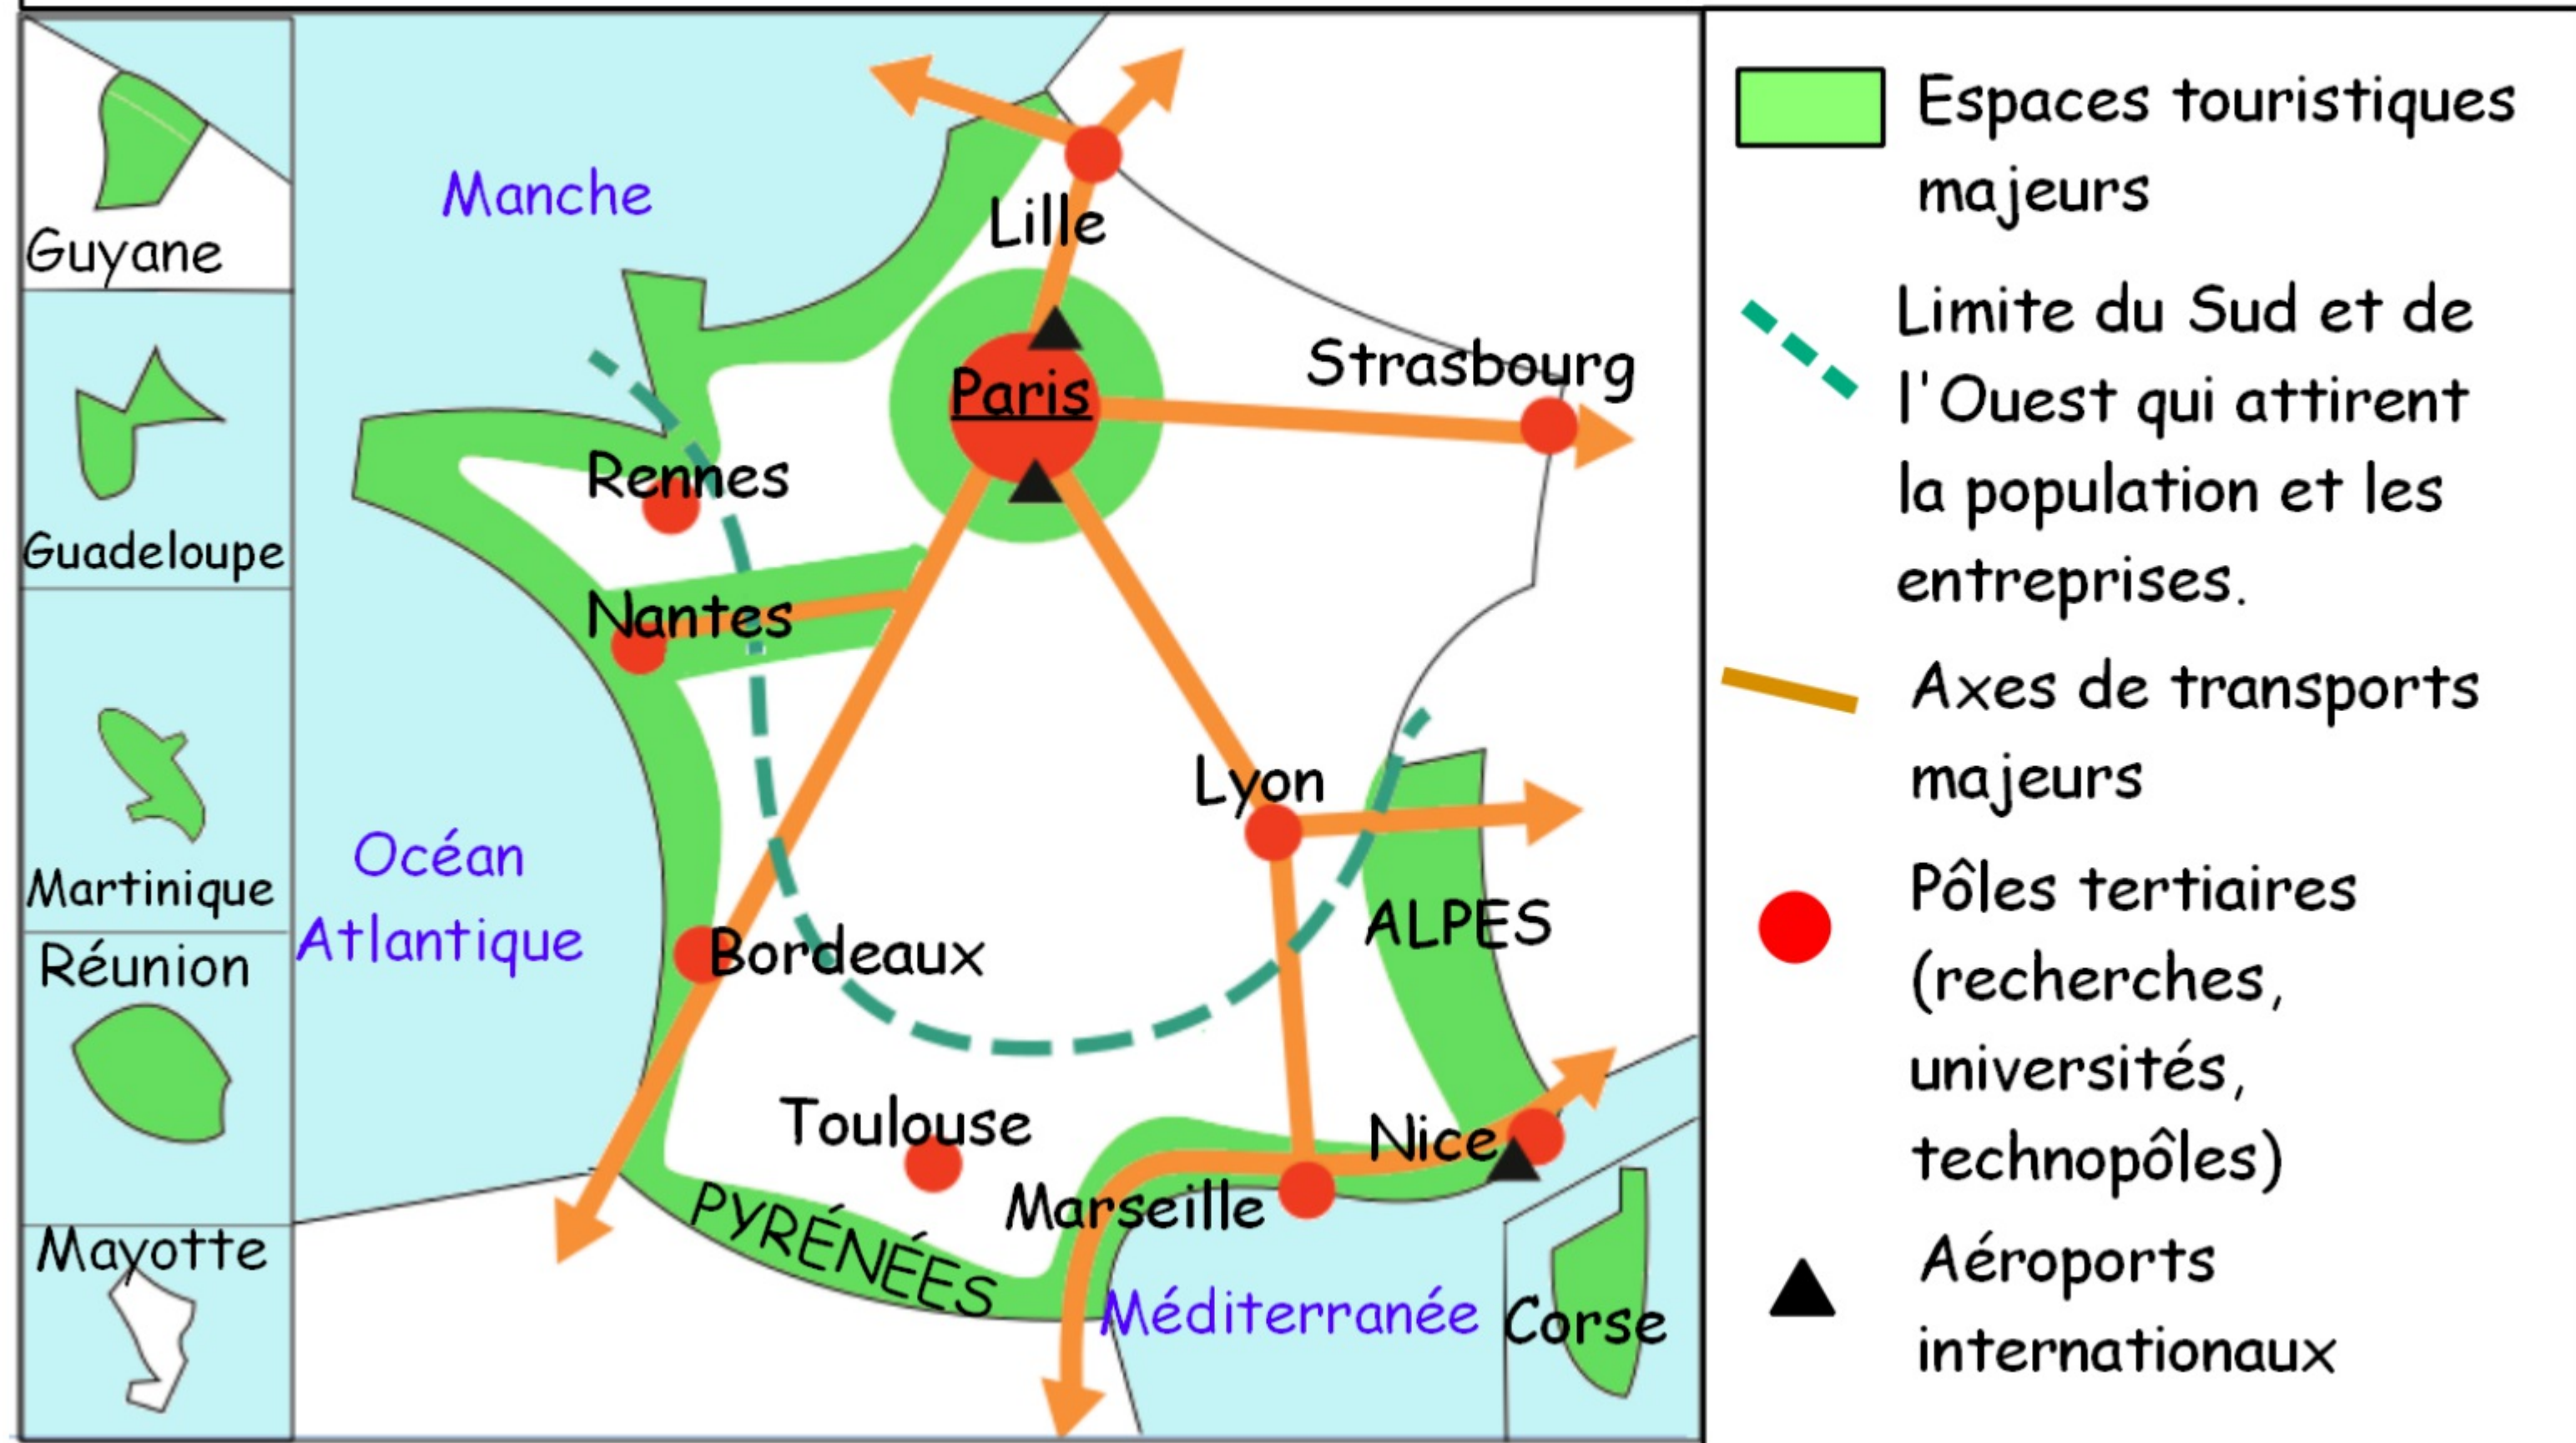 Guyane
Guadeloupe
Martinique
Réunion
Mayotte
Manche
Lille
Paris
Strasbourg
Rennes
Nantes
Lyon
Océan
Atlantique
ALPES
Bordeaux
Toulouse
Nice
Marseille
PYRÉNÉES
Méditerranée
Corse
Espaces touristiques
majeurs
Limite du Sud et de
l'Ouest qui attirent
la population et les
entreprises.
Axes de transports
majeurs
Pôles tertiaires
(recherches,
universités,
technopôles)
Aéroports
internationaux